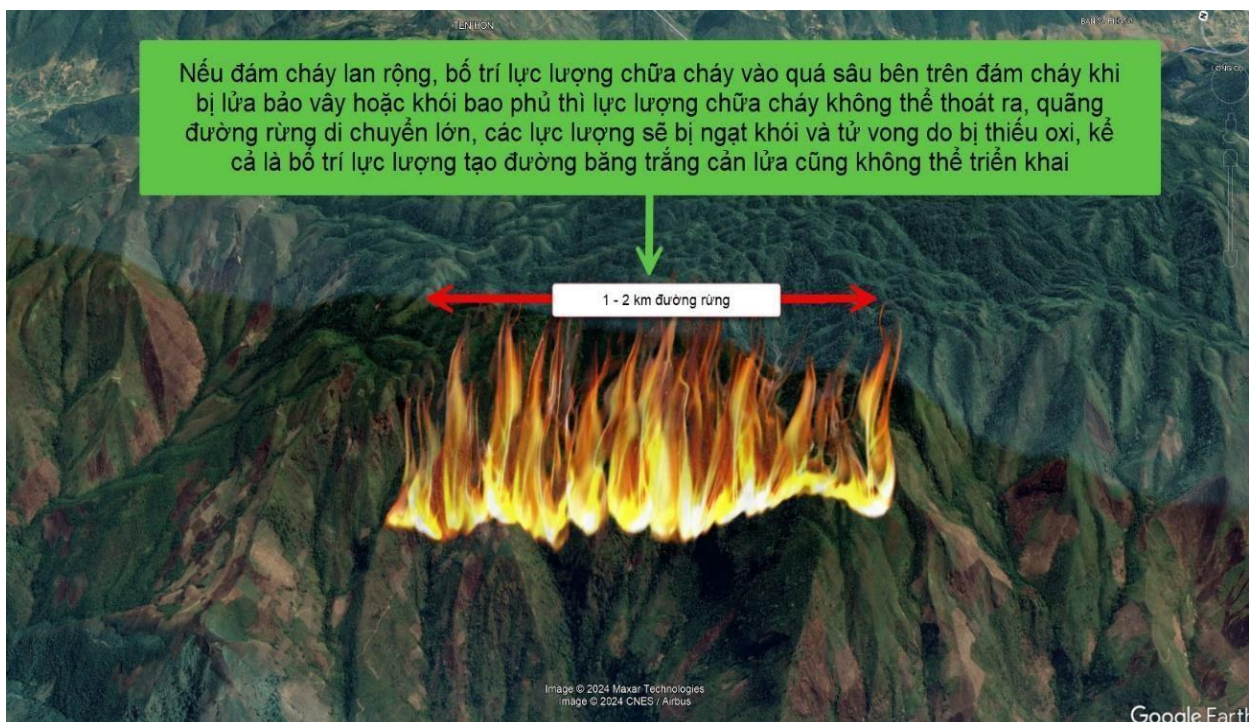 TEN HON
Nếu đám cháy lan rộng, bố trí lực lượng chữa cháy vào quá sâu bên trên đám cháy khi
bị lửa bảo vây hoặc khói bao phủ thì lực lượng chữa cháy không thể thoát ra, quãng
đường rừng di chuyển lớn, các lực lượng sẽ bị ngạt khói và tử vong do bị thiếu oxi, kể
cả là bố trí lực lượng tạo đường băng trắng cản lửa cũng không thể triển khai
1 - 2 km đường rừng
Image © 2024 Maxar Technologies
Image © 2024 CNES / Airbus
Google Earth